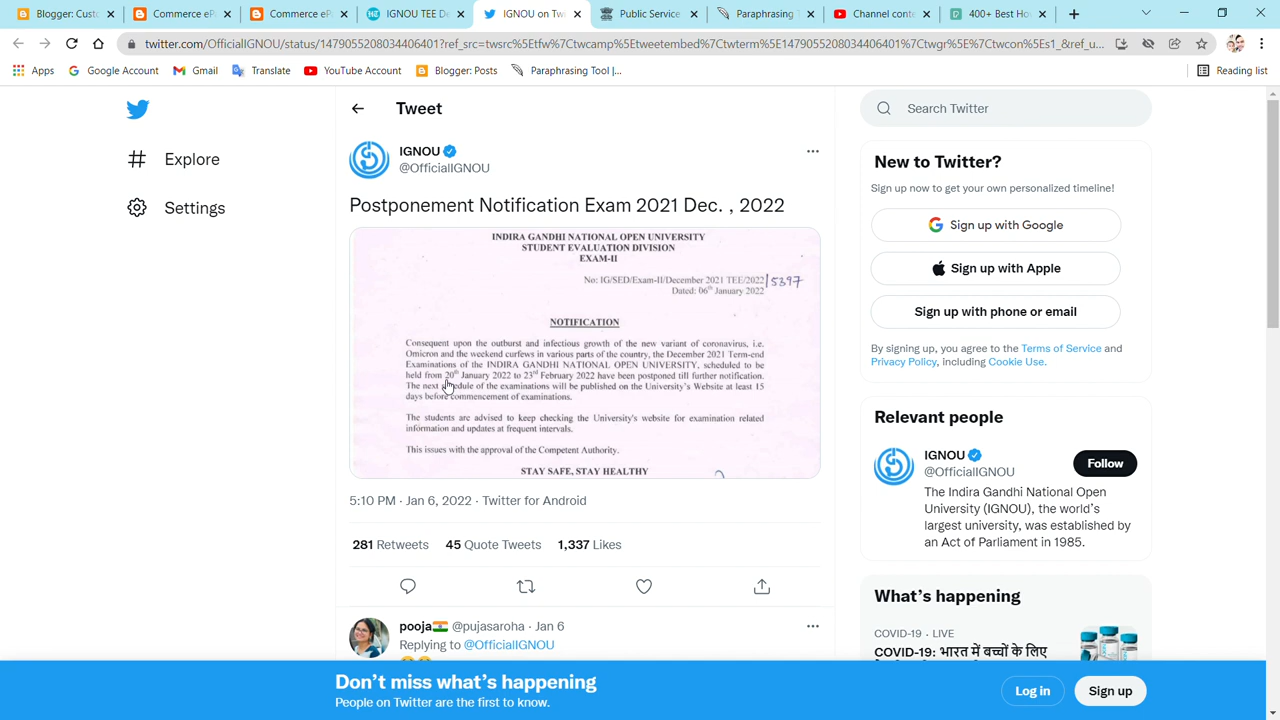 Blogger: Cust
Commerce eP
Commerce eP
IGNOU TEE De
IGNOU on Twi
Public Service
Paraphrasing T
Channel conte
400+ Best How
twitter.com/OfficialIGNOU/status/1479055208034406401?ref_src=twsrc%5Etfw%7Ctwcamp%5Etweetembed%7Ctwterm%5E1479055208034406401%7Ctwgr%5E%7Ctwcon%5Es1_&ref_u...
Apps
Google Account
Gmail
Translate
YouTube Account
Blogger: Posts
Paraphrasing Tool |...
Reading list
Explore
Settings
Tweet
IGNOU
@OfficialIGNOU
Postponement Notification Exam 2021 Dec. , 2022
INDIRA GANDHI NATIONAL OPEN UNIVERSITY
STUDENT EVALUATION DIVISION
EXAM-II
No: IG/SED/Exam-II/December 2021 TEE/2022/5397
Dated: 06th January 2022
NOTIFICATION
Consequent upon the outburst and infectious growth of the new variant of coronavirus, i.e.
Omicron and the weekend curfews in various parts of the country, the December 2021 Term-end
Examinations of the INDIRA GANDHI NATIONAL OPEN UNIVERSITY, scheduled to be
held from 20th January 2022 to 23rd February 2022 have been postponed till further notification.
The next schedule of the examinations will be published on the University's Website at least 15
days before commencement of examinations.
The students are advised to keep checking the University's website for examination related
information and updates at frequent intervals.
This issues with the approval of the Competent Authority.
STAY SAFE, STAY HEALTHY
5:10 PM · Jan 6, 2022 · Twitter for Android
281 Retweets 45 Quote Tweets 1,337 Likes
pooja @pujasaroha · Jan 6
Replying to @OfficialIGNOU
Search Twitter
New to Twitter?
Sign up now to get your own personalized timeline!
Sign up with Google
Sign up with Apple
Sign up with phone or email
By signing up, you agree to the Terms of Service and
Privacy Policy, including Cookie Use.
Relevant people
IGNOU
@OfficialIGNOU
Follow
The Indira Gandhi National Open
University (IGNOU), the world's
largest university, was established by
an Act of Parliament in 1985.
What's happening
COVID-19 · LIVE
COVID-19: भारत में बच्चों के लिए
Don't miss what's happening
People on Twitter are the first to know.
Log in
Sign up